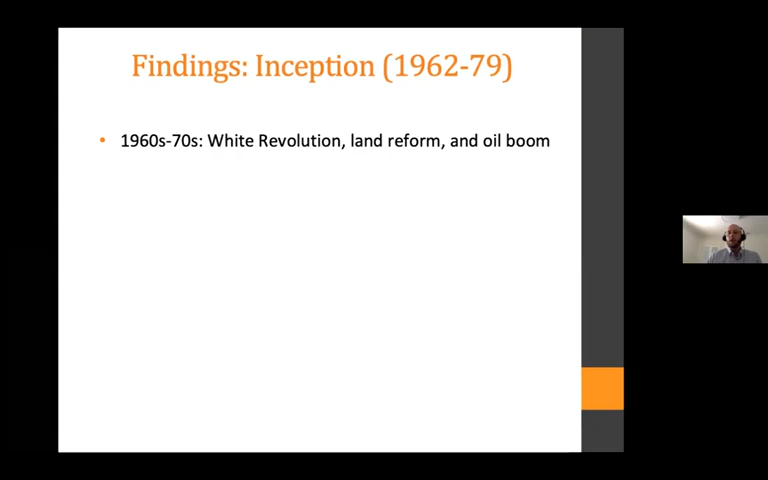 Findings: Inception (1962-79)
• 1960s-70s: White Revolution, land reform, and oil boom